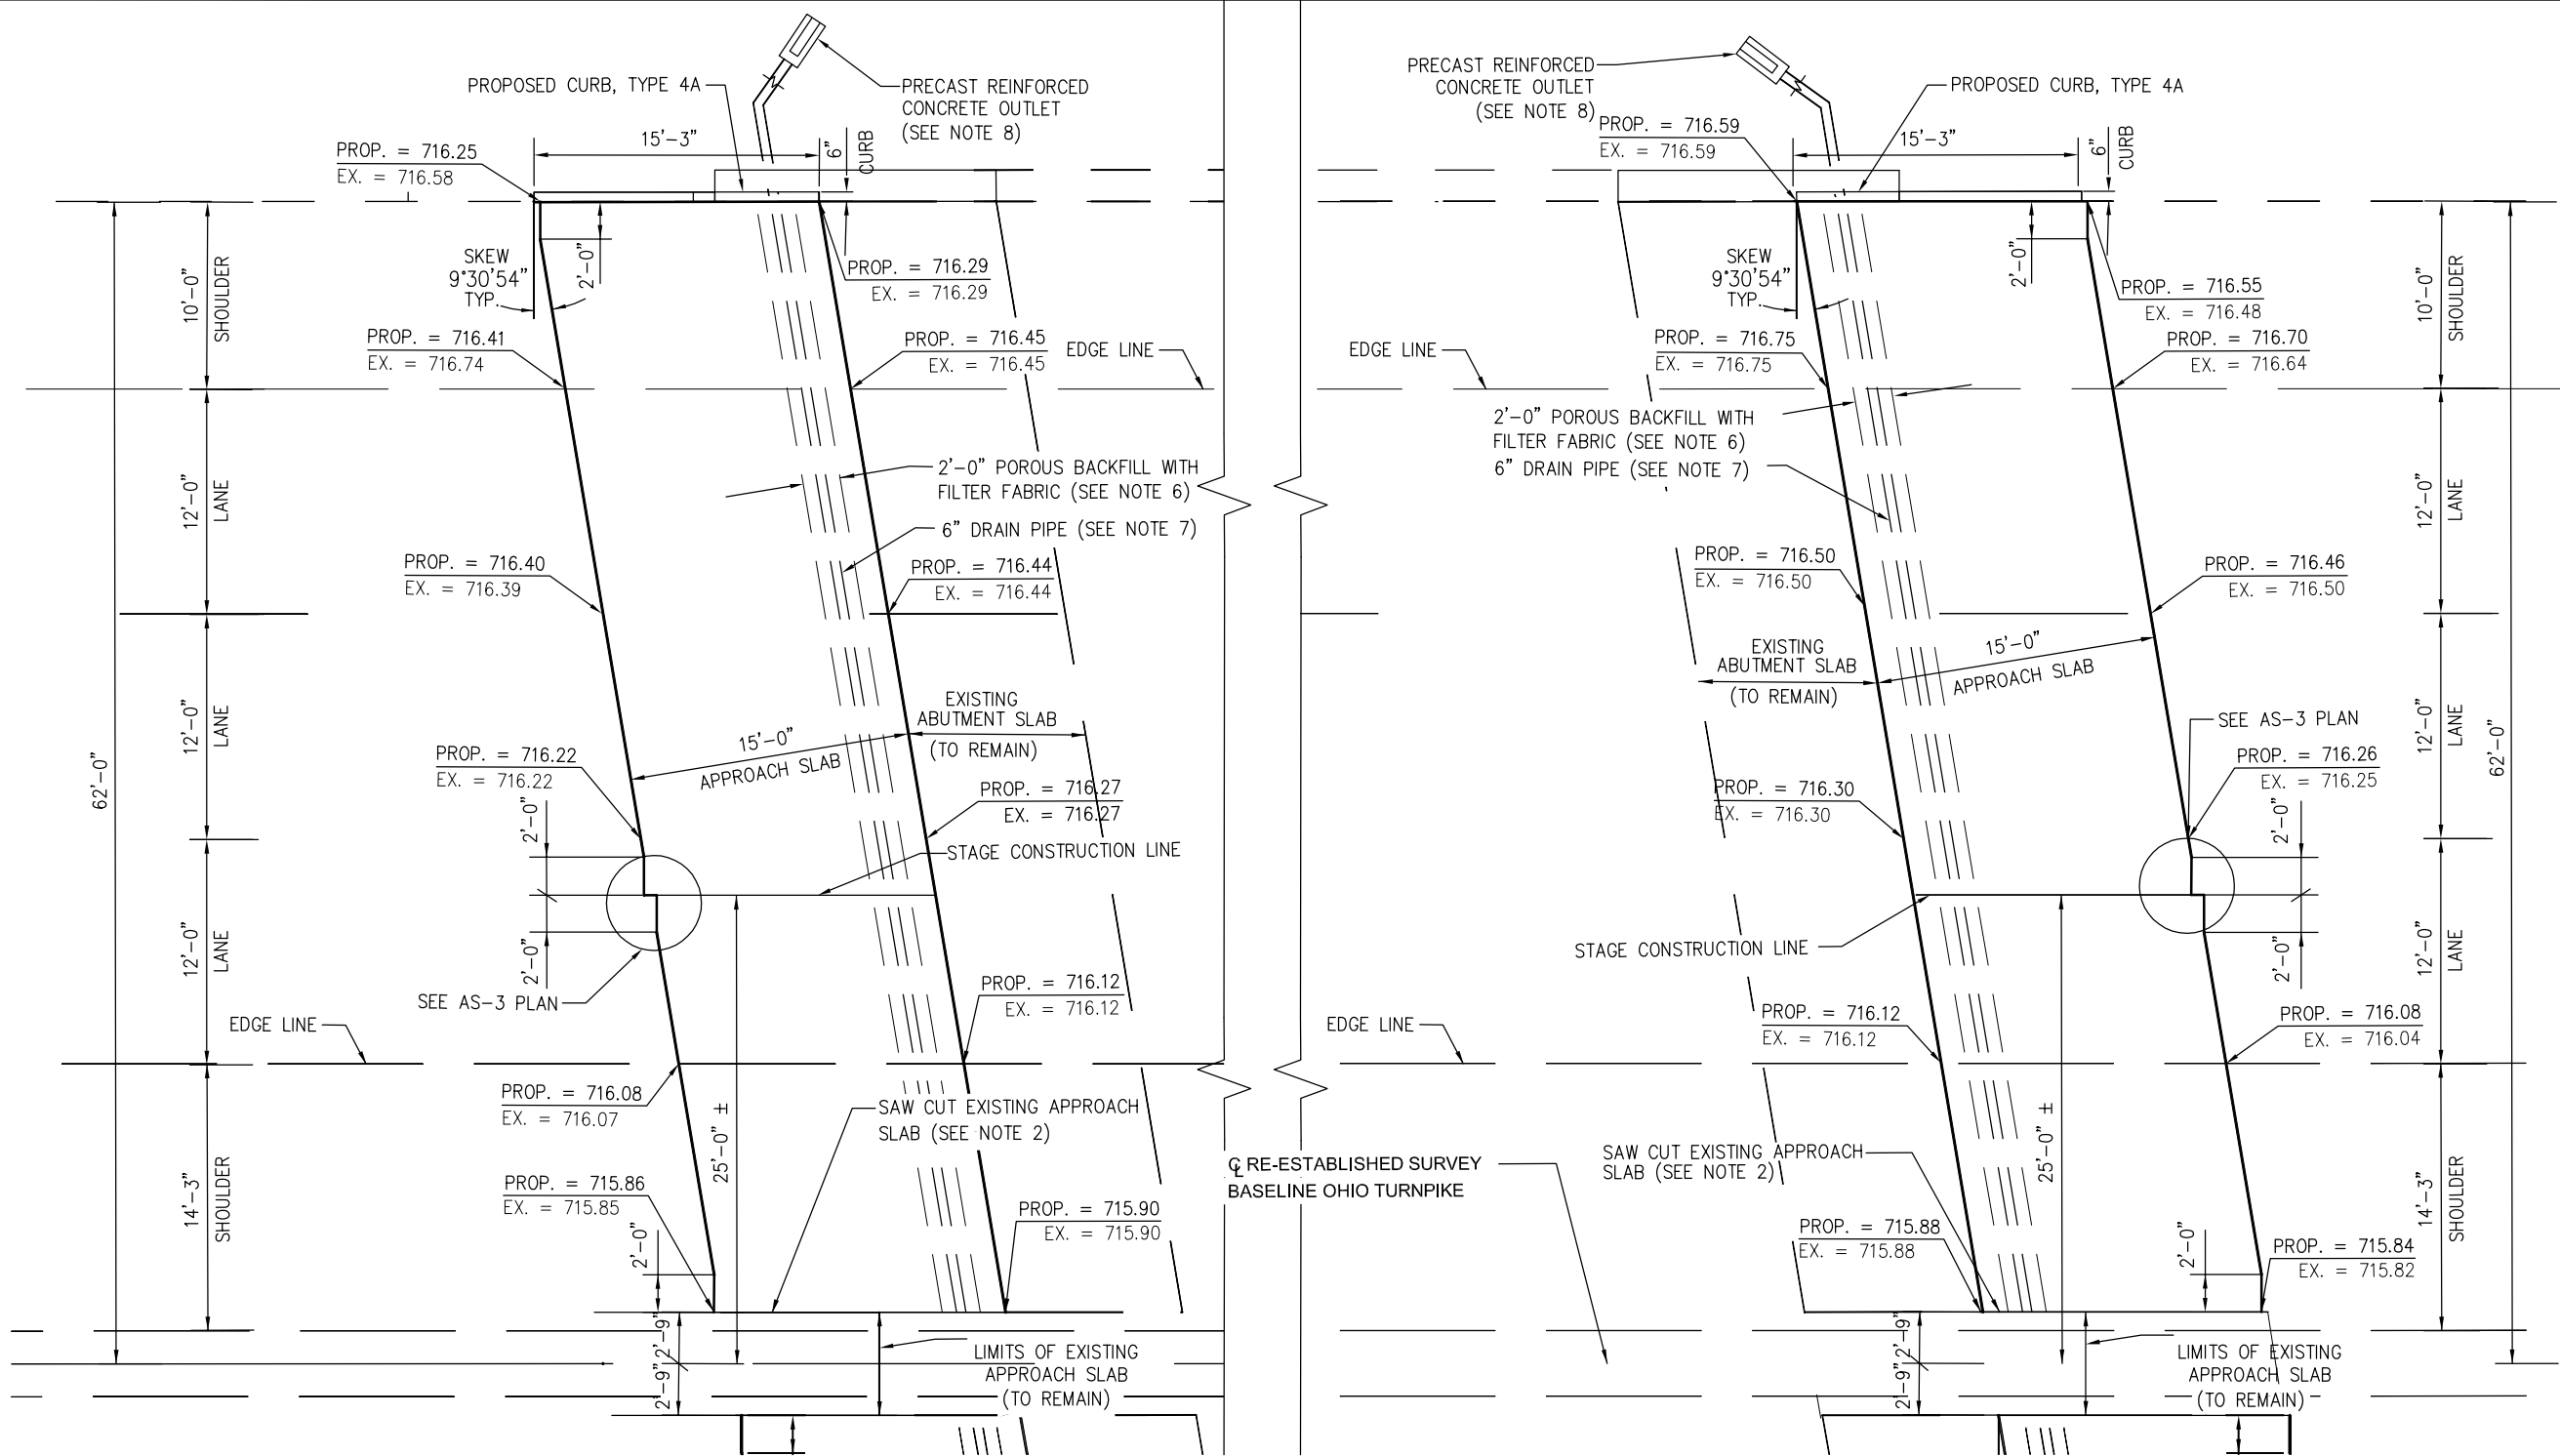 PROPOSED CURB, TYPE 4A
PRECAST REINFORCED
CONCRETE OUTLET
(SEE NOTE 8)
15'-3"
6"
CURB
PROP. = 716.25
EX. = 716.58
SKEW
9°30'54"
TYP.
2'-0"
PROP. = 716.29
EX. = 716.29
10'-0"
SHOULDER
PROP. = 716.41
EX. = 716.74
PROP. = 716.45
EX. = 716.45
EDGE LINE
12'-0"
LANE
2'-0" POROUS BACKFILL WITH
FILTER FABRIC (SEE NOTE 6)
6" DRAIN PIPE (SEE NOTE 7)
PROP. = 716.40
EX. = 716.39
PROP. = 716.44
EX. = 716.44
12'-0"
LANE
62'-0"
EXISTING
ABUTMENT SLAB
(TO REMAIN)
15'-0"
APPROACH SLAB
PROP. = 716.22
EX. = 716.22
PROP. = 716.27
EX. = 716.27
2'-0"
STAGE CONSTRUCTION LINE
12'-0"
LANE
2'-0"
SEE AS-3 PLAN
PROP. = 716.12
EX. = 716.12
EDGE LINE
PROP. = 716.08
EX. = 716.07
25'-0" ±
SAW CUT EXISTING APPROACH
SLAB (SEE NOTE 2)
14'-3"
SHOULDER
PROP. = 715.86
EX. = 715.85
2'-0"
PROP. = 715.90
EX. = 715.90
2'-9"
2'-9"
LIMITS OF EXISTING
APPROACH SLAB
(TO REMAIN)
℄ RE-ESTABLISHED SURVEY
BASELINE OHIO TURNPIKE
PRECAST REINFORCED
CONCRETE OUTLET
(SEE NOTE 8)
PROPOSED CURB, TYPE 4A
PROP. = 716.59
EX. = 716.59
15'-3"
6"
CURB
SKEW
9°30'54"
TYP.
2'-0"
PROP. = 716.55
EX. = 716.48
10'-0"
SHOULDER
EDGE LINE
PROP. = 716.75
EX. = 716.75
PROP. = 716.70
EX. = 716.64
2'-0" POROUS BACKFILL WITH
FILTER FABRIC (SEE NOTE 6)
6" DRAIN PIPE (SEE NOTE 7)
12'-0"
LANE
PROP. = 716.50
EX. = 716.50
PROP. = 716.46
EX. = 716.50
EXISTING
ABUTMENT SLAB
(TO REMAIN)
15'-0"
APPROACH SLAB
12'-0"
LANE
62'-0"
SEE AS-3 PLAN
PROP. = 716.30
EX. = 716.30
PROP. = 716.26
EX. = 716.25
2'-0"
STAGE CONSTRUCTION LINE
12'-0"
LANE
2'-0"
PROP. = 716.12
EX. = 716.12
PROP. = 716.08
EX. = 716.04
EDGE LINE
25'-0" ±
SAW CUT EXISTING APPROACH
SLAB (SEE NOTE 2)
14'-3"
SHOULDER
PROP. = 715.88
EX. = 715.88
2'-0"
PROP. = 715.84
EX. = 715.82
2'-9"
2'-9"
LIMITS OF EXISTING
APPROACH SLAB
(TO REMAIN)